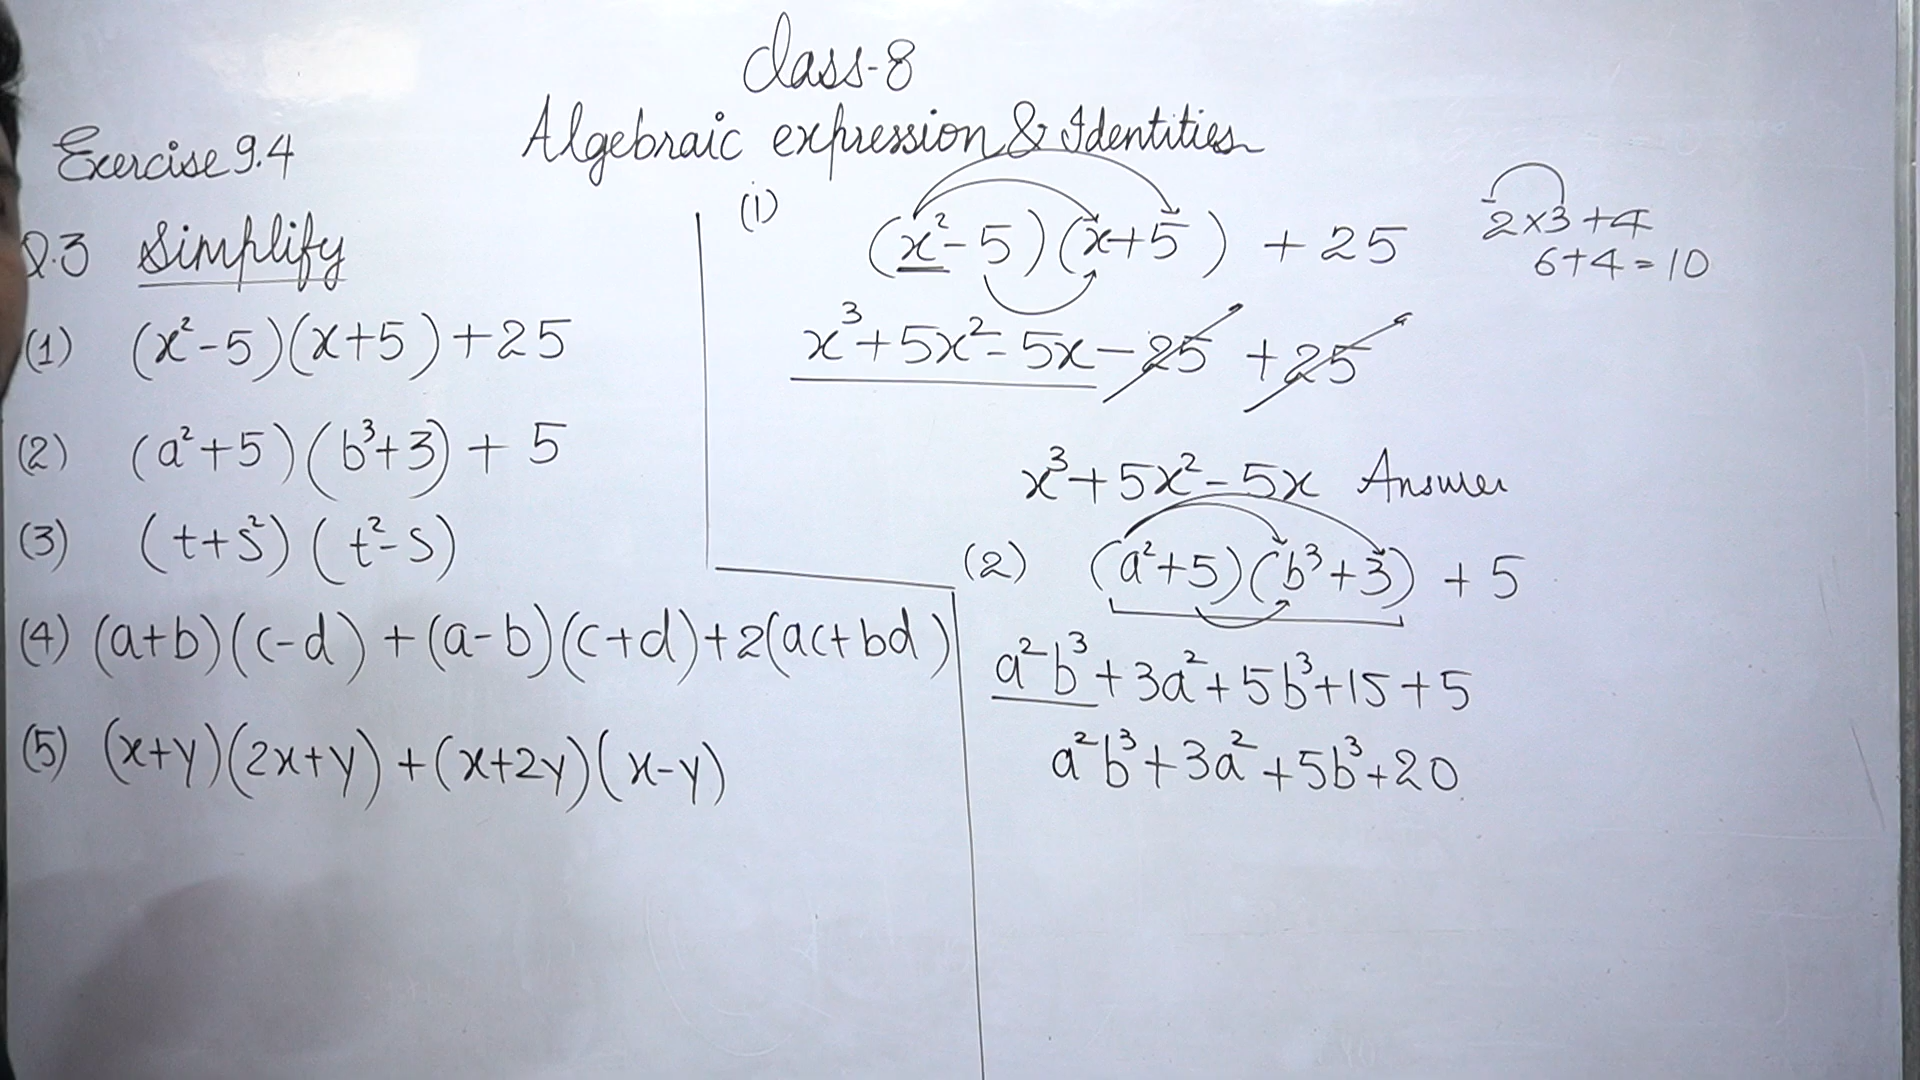 Class-8
Algebraic expression & Identities
Exercise 9.4
Q.3 Simplify
(1) (x²-5)(x+5)+25
(2) (a²+5)(b³+3)+5
(3) (t+s²)(t²-s)
(4) (a+b)(c-d)+(a-b)(c+d)+2(ac+bd)
(5) (x+y)(2x+y)+(x+2y)(x-y)
(i)
(x²-5)(x+5)+25
x³+5x²-5x-25+25
x³+5x²-5x Answer
2×3+4
6+4=10
(2) (a²+5)(b³+3)+5
a²b³+3a²+5b³+15+5
a²b³+3a²+5b³+20